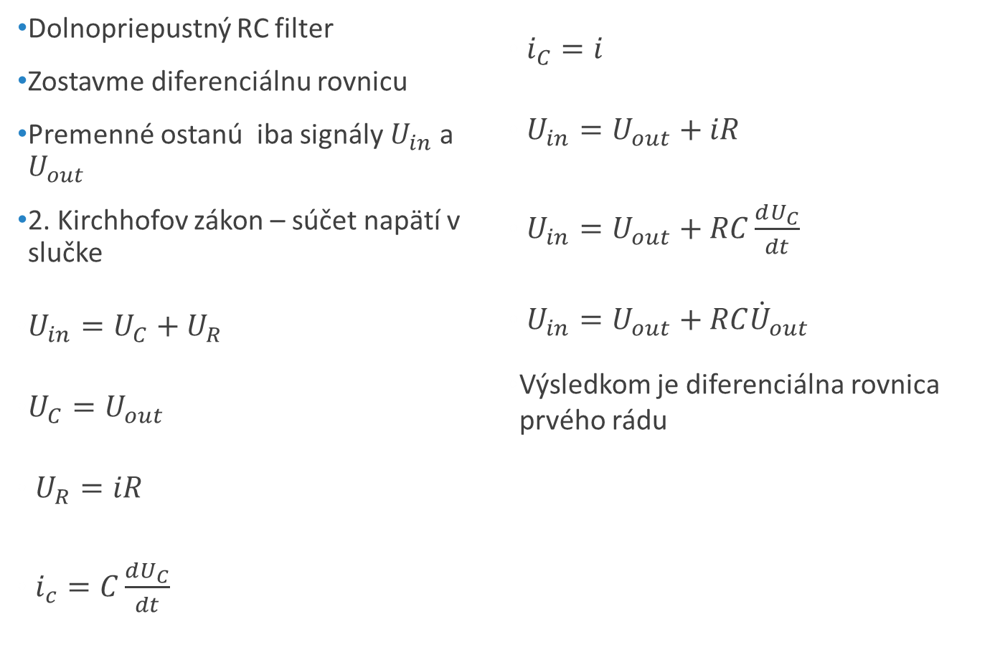 •Dolnopriepustný RC filter
•Zostavme diferenciálnu rovnicu
•Premenné ostanú  iba signály $U_{in}$ a
$U_{out}$
•2. Kirchhofov zákon – súčet napätí v
slučke
$U_{in} = U_C + U_R$
$U_C = U_{out}$
$U_R = iR$
$i_c = C \frac{dU_C}{dt}$
$i_C = i$
$U_{in} = U_{out} + iR$
$U_{in} = U_{out} + RC \frac{dU_C}{dt}$
$U_{in} = U_{out} + RC\dot{U}_{out}$
Výsledkom je diferenciálna rovnica
prvého rádu